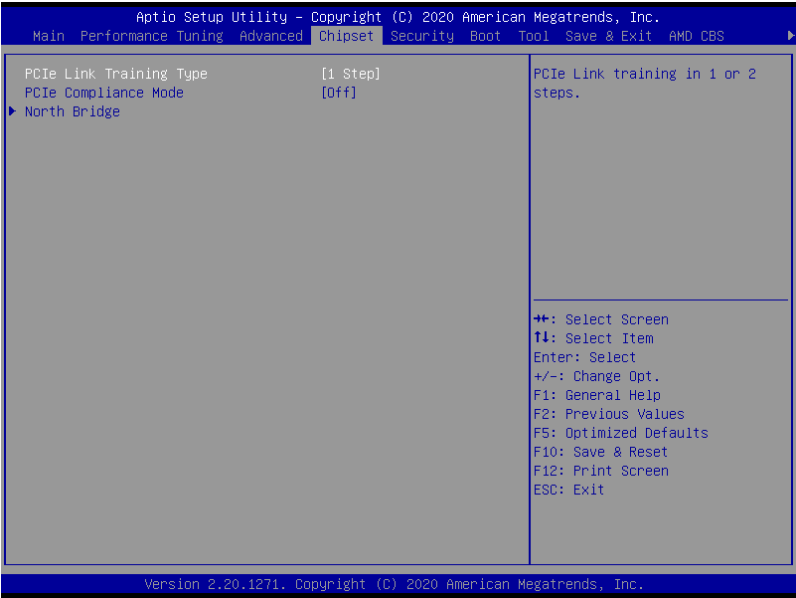 Aptio Setup Utility – Copyright (C) 2020 American Megatrends, Inc.
Main Performance Tuning Advanced Chipset Security Boot Tool Save & Exit AMD CBS
PCIe Link Training Type [1 Step]
PCIe Compliance Mode [Off]
North Bridge
PCIe Link training in 1 or 2
steps.
→←: Select Screen
↑↓: Select Item
Enter: Select
+/-: Change Opt.
F1: General Help
F2: Previous Values
F5: Optimized Defaults
F10: Save & Reset
F12: Print Screen
ESC: Exit
Version 2.20.1271. Copyright (C) 2020 American Megatrends, Inc.